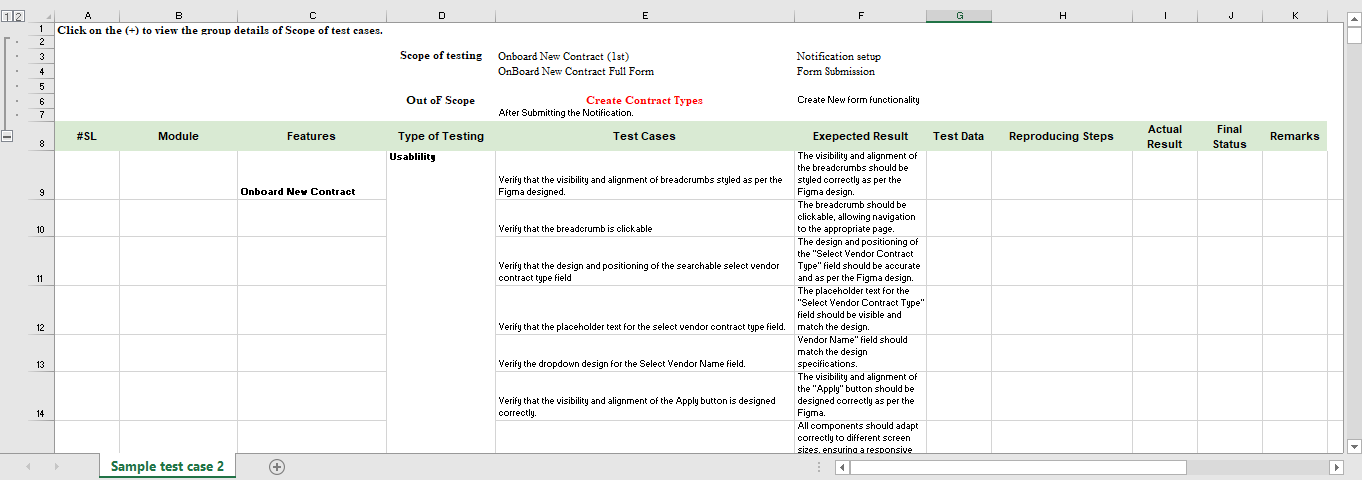 1 2 A B C D E F G H I J K
1 Click on the (+) to view the group details of Scope of test cases.
2
3 Scope of testing Onboard New Contract (1st) Notification setup
4 OnBoard New Contract Full Form Form Submission
5
6 Out oF Scope Create Contract Types Create New form functionality
7 After Submitting the Notification.
8 #SL Module Features Type of Testing Test Cases Exepected Result Test Data Reproducing Steps Actual Result Final Status Remarks
Usablility
The visibility and alignment of
the breadcrumbs should be
Verify that the visibility and alignment of breadcrumbs styled as per the
styled correctly as per the
9 Onboard New Contract
Figma designed.
Figma design.
The breadcrumb should be
clickable, allowing navigation
10 Verify that the breadcrumb is clickable
to the appropriate page.
The design and positioning of
the "Select Vendor Contract
Verify that the design and positioning of the searchable select vendor
Type" field should be accurate
11 contract type field
and as per the Figma design.
The placeholder text for the
"Select Vendor Contract Type"
field should be visible and
12 Verify that the placeholder text for the select vendor contract type field.
match the design.
Vendor Name" field should
match the design
13 Verify the dropdown design for the Select Vendor Name field.
specifications.
The visibility and alignment of
the "Apply" button should be
Verify that the visibility and alignment of the Apply button is designed
designed correctly as per the
14 correctly.
Figma.
All components should adapt
correctly to different screen
sizes, ensuring a responsive
Sample test case 2